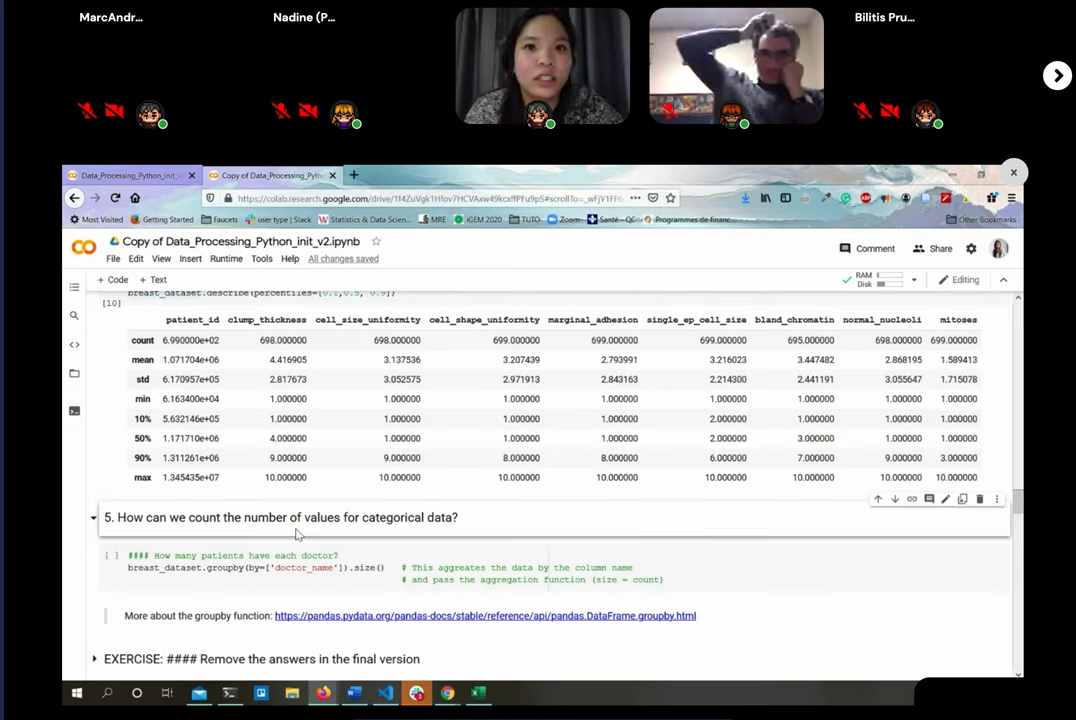 MarcAndr...
Nadine (P...
Bilitis Pru...
Data_Processing_Python_init_v
Copy of Data_Processing_Pyth
https://colab.research.google.com/drive/
Most Visited
Getting Started
Faucets
user type | Slack
Statistics & Data Scien...
MRE
iGEM 2020
TUTO
Zoom
Santé - QC
Programmes de financ...
Other Bookmarks
Copy of Data_Processing_Python_init_v2.ipynb
Comment
Share
File Edit View Insert Runtime Tools Help All changes saved
+ Code + Text
RAM
Disk
Editing
breast_dataset.describe(percentiles=[0.1,0.5, 0.9])
[10]
patient_id clump_thickness cell_size_uniformity cell_shape_uniformity marginal_adhesion single_ep_cell_size bland_chromatin normal_nucleoli mitoses
count 6.990000e+02 698.000000 698.000000 699.000000 699.000000 699.000000 695.000000 698.000000 699.000000
mean 1.071704e+06 4.416905 3.137536 3.207439 2.793991 3.216023 3.447482 2.868195 1.589413
std 6.170957e+05 2.817673 3.052575 2.971913 2.843163 2.214300 2.441191 3.055647 1.715078
min 6.163400e+04 1.000000 1.000000 1.000000 1.000000 1.000000 1.000000 1.000000 1.000000
10% 5.632146e+05 1.000000 1.000000 1.000000 1.000000 2.000000 1.000000 1.000000 1.000000
50% 1.171710e+06 4.000000 1.000000 1.000000 1.000000 2.000000 3.000000 1.000000 1.000000
90% 1.311261e+06 9.000000 9.000000 8.000000 8.000000 6.000000 7.000000 9.000000 3.000000
max 1.345435e+07 10.000000 10.000000 10.000000 10.000000 10.000000 10.000000 10.000000 10.000000
5. How can we count the number of values for categorical data?
[ ] #### How many patients have each doctor?
breast_dataset.groupby(by=['doctor_name']).size() # This aggreates the data by the column name
# and pass the aggregation function (size = count)
More about the groupby function: https://pandas.pydata.org/pandas-docs/stable/reference/api/pandas.DataFrame.groupby.html
EXERCISE: #### Remove the answers in the final version